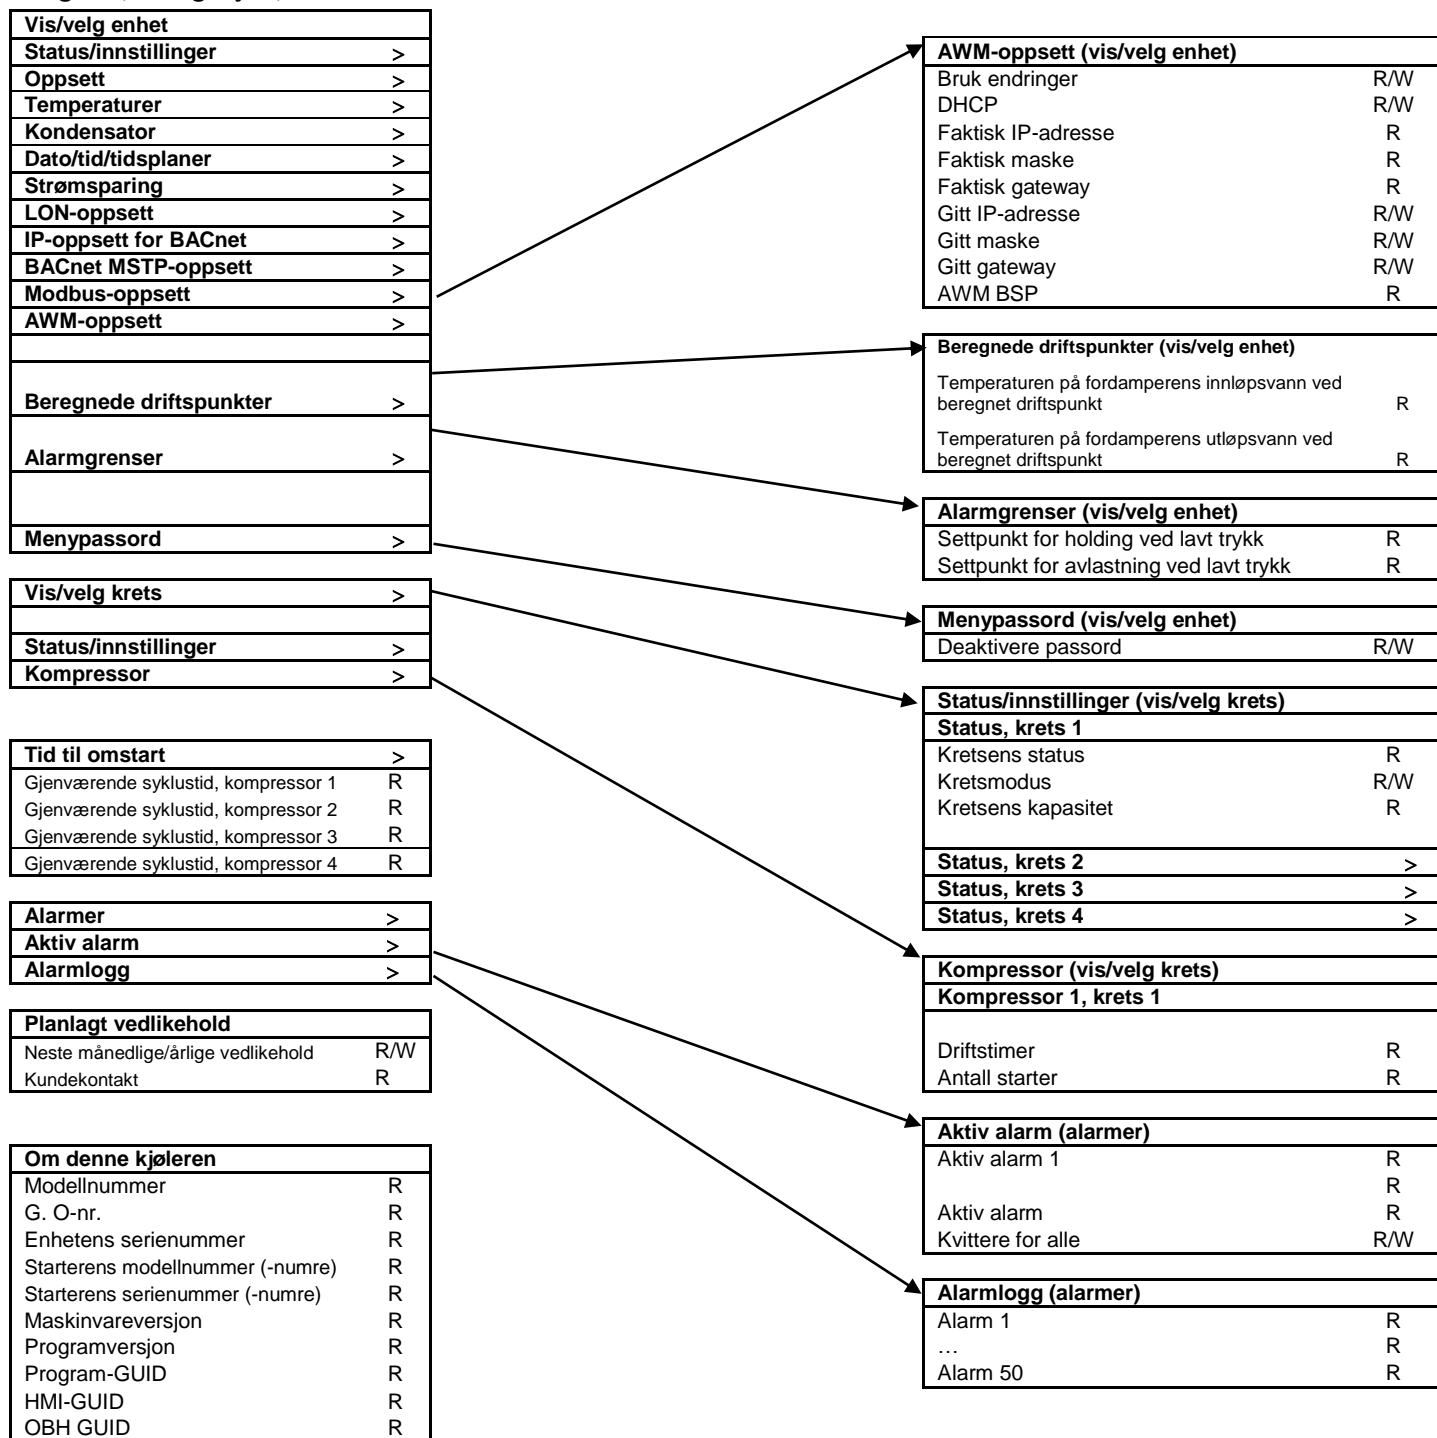 Vis/velg enhet
Status/innstillinger >
Oppsett >
Temperaturer >
Kondensator >
Dato/tid/tidsplaner >
Strømsparing >
LON-oppsett >
IP-oppsett for BACnet >
BACnet MSTP-oppsett >
Modbus-oppsett >
AWM-oppsett >
Beregnede driftspunkter >
Alarmgrenser >
Menypassord >
Vis/velg krets >
Status/innstillinger >
Kompressor >
Tid til omstart >
Gjenværende syklustid, kompressor 1 R
Gjenværende syklustid, kompressor 2 R
Gjenværende syklustid, kompressor 3 R
Gjenværende syklustid, kompressor 4 R
Alarmer >
Aktiv alarm >
Alarmlogg >
Planlagt vedlikehold
Neste månedlige/årlige vedlikehold R/W
Kundekontakt R
Om denne kjøleren
Modellnummer R
G. O-nr. R
Enhetens serienummer R
Starterens modellnummer (-numre) R
Starterens serienummer (-numre) R
Maskinvareversjon R
Programversjon R
Program-GUID R
HMI-GUID R
OBH GUID R
AWM-oppsett (vis/velg enhet)
Bruk endringer R/W
DHCP R/W
Faktisk IP-adresse R
Faktisk maske R
Faktisk gateway R
Gitt IP-adresse R/W
Gitt maske R/W
Gitt gateway R/W
AWM BSP R
Beregnede driftspunkter (vis/velg enhet)
Temperaturen på fordamperens innløpsvann ved
beregnet driftspunkt R
Temperaturen på fordamperens utløpsvann ved
beregnet driftspunkt R
Alarmgrenser (vis/velg enhet)
Settpunkt for holding ved lavt trykk R
Settpunkt for avlastning ved lavt trykk R
Menypassord (vis/velg enhet)
Deaktivere passord R/W
Status/innstillinger (vis/velg krets)
Status, krets 1
Kretsens status R
Kretsmodus R/W
Kretsens kapasitet R
Status, krets 2 >
Status, krets 3 >
Status, krets 4 >
Kompressor (vis/velg krets)
Kompressor 1, krets 1
Driftstimer R
Antall starter R
Aktiv alarm (alarmer)
Aktiv alarm 1 R
R
Aktiv alarm R
Kvittere for alle R/W
Alarmlogg (alarmer)
Alarm 1 R
… R
Alarm 50 R